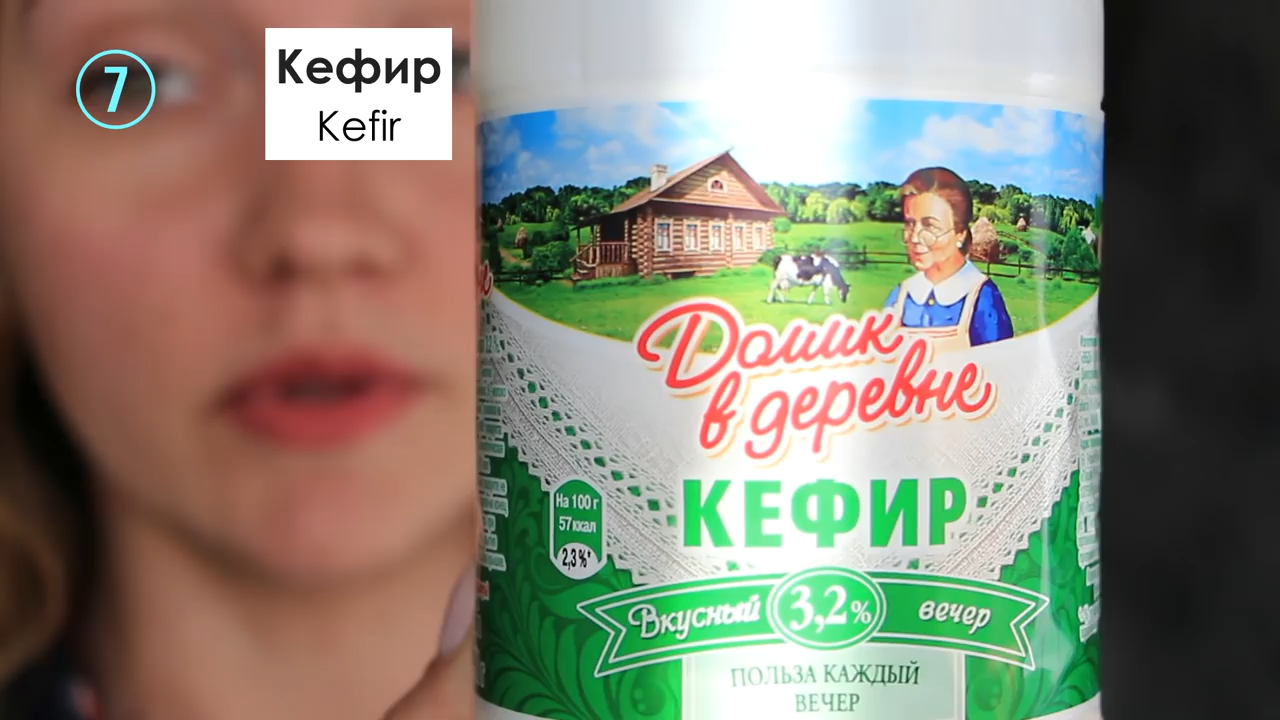 7
Кефир
Kefir
Домик
в деревне
КЕФИР
На 100 г
57 ккал
2,3%*
Вкусный 3,2% вечер
ПОЛЬЗА КАЖДЫЙ
ВЕЧЕР